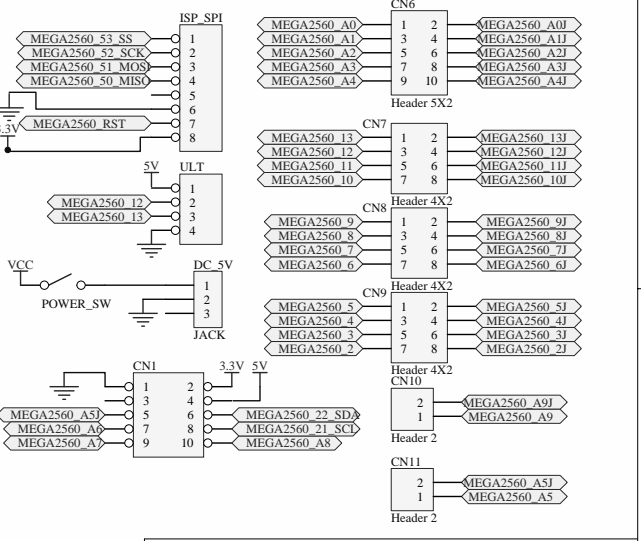 ISP_SPI
MEGA2560_53_SS 1
MEGA2560_52_SCK 2
MEGA2560_51_MOSI 3
MEGA2560_50_MISO 4
5
6
MEGA2560_RST 7
3.3V 8
5V ULT
1
MEGA2560_12 2
MEGA2560_13 3
4
VCC DC_5V
1
POWER_SW 2
3
JACK
CN1 3.3V 5V
1 2
3 4
MEGA2560_A5J 5 6 MEGA2560_22_SDA
MEGA2560_A6 7 8 MEGA2560_21_SCL
MEGA2560_A7 9 10 MEGA2560_A8
CN6
MEGA2560_A0 1 2 MEGA2560_A0J
MEGA2560_A1 3 4 MEGA2560_A1J
MEGA2560_A2 5 6 MEGA2560_A2J
MEGA2560_A3 7 8 MEGA2560_A3J
MEGA2560_A4 9 10 MEGA2560_A4J
Header 5X2
CN7
MEGA2560_13 1 2 MEGA2560_13J
MEGA2560_12 3 4 MEGA2560_12J
MEGA2560_11 5 6 MEGA2560_11J
MEGA2560_10 7 8 MEGA2560_10J
Header 4X2
CN8
MEGA2560_9 1 2 MEGA2560_9J
MEGA2560_8 3 4 MEGA2560_8J
MEGA2560_7 5 6 MEGA2560_7J
MEGA2560_6 7 8 MEGA2560_6J
Header 4X2
CN9
MEGA2560_5 1 2 MEGA2560_5J
MEGA2560_4 3 4 MEGA2560_4J
MEGA2560_3 5 6 MEGA2560_3J
MEGA2560_2 7 8 MEGA2560_2J
Header 4X2
CN10
2 MEGA2560_A9J
1 MEGA2560_A9
Header 2
CN11
2 MEGA2560_A5J
1 MEGA2560_A5
Header 2